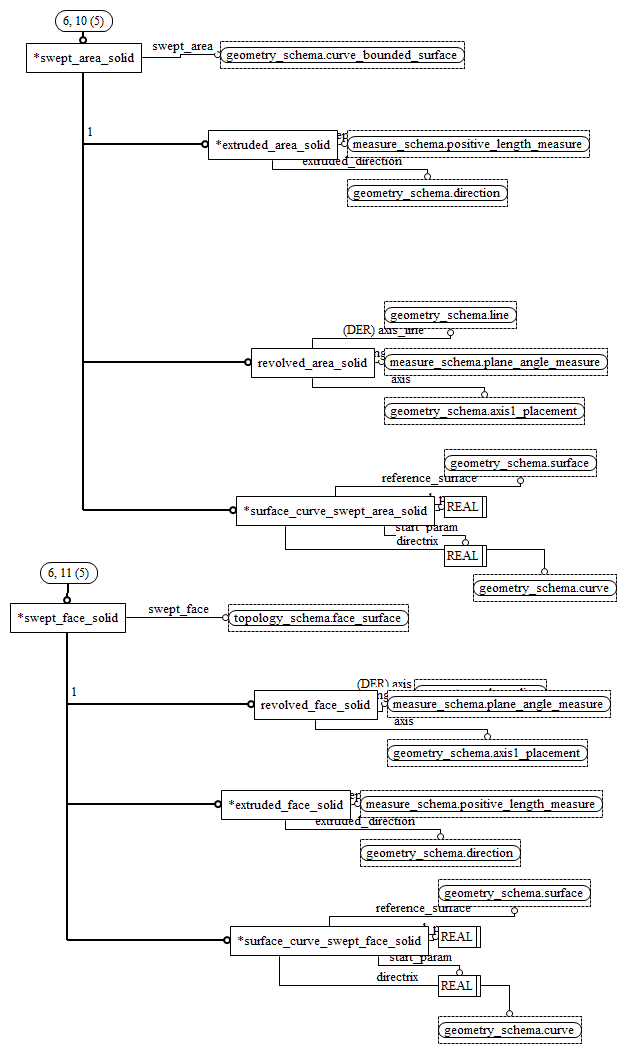 6, 10 (5)
swept_area
*swept_area_solid
geometry_schema.curve_bounded_surface
1
*extruded_area_solid
measure_schema.positive_length_measure
extruded_direction
geometry_schema.direction
geometry_schema.line
(DER) axis_line
revolved_area_solid
measure_schema.plane_angle_measure
axis
geometry_schema.axis1_placement
geometry_schema.surface
reference_surface
*surface_curve_swept_area_solid
REAL
start_param
directrix
REAL
6, 11 (5)
geometry_schema.curve
swept_face
*swept_face_solid
topology_schema.face_surface
(DER) axis
1
revolved_face_solid
measure_schema.plane_angle_measure
axis
geometry_schema.axis1_placement
*extruded_face_solid
measure_schema.positive_length_measure
extruded_direction
geometry_schema.direction
geometry_schema.surface
reference_surface
*surface_curve_swept_face_solid
REAL
start_param
directrix
REAL
geometry_schema.curve